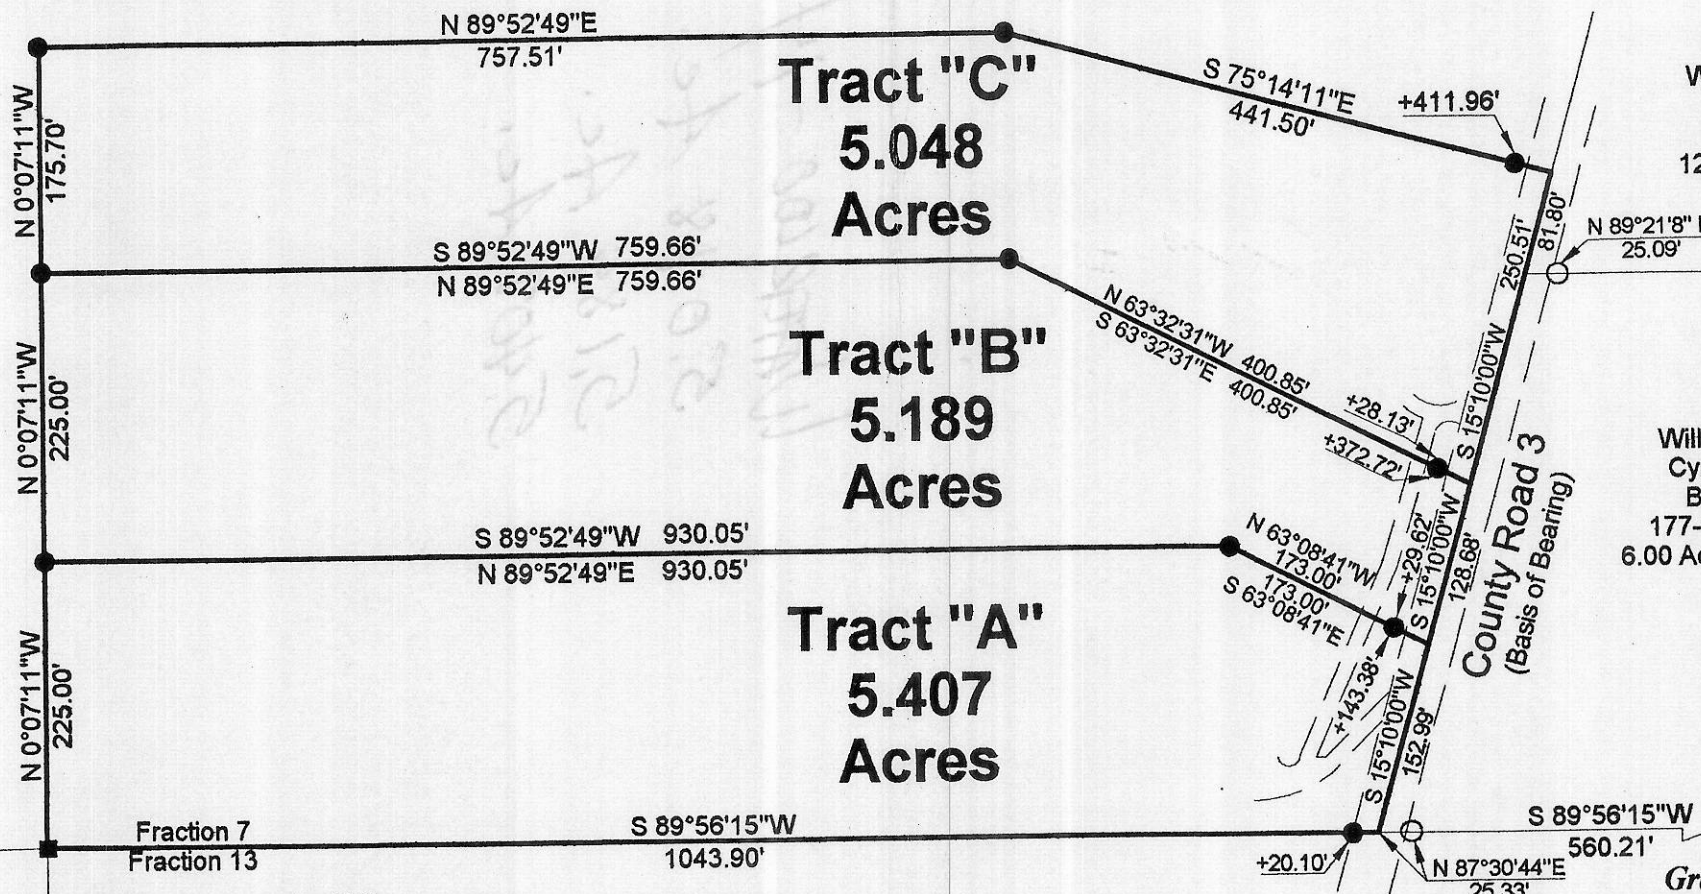 N 89°52'49"E
757.51'
Tract "C"
5.048
Acres
S 75°14'11"E
441.50'
+411.96'
W
12
N 0°07'11"W
175.70'
250.51'
81.80'
N 89°21'8"
25.09'
S 89°52'49"W 759.66'
N 89°52'49"E 759.66'
N 63°32'31"W 400.85'
S 63°32'31"E 400.85'
Tract "B"
5.189
Acres
+28.13'
+372.72'
S 15°10'00"W
N 0°07'11"W
225.00'
County Road 3
(Basis of Bearing)
Will
Cy
B
177-
6.00 Ac
S 89°52'49"W 930.05'
N 89°52'49"E 930.05'
N 63°08'41"W
173.00'
173.00'
S 63°08'41"E
+29.62'
S 15°10'00"W
128.68'
Tract "A"
5.407
Acres
+143.38'
S 15°10'00"W
152.99'
N 0°07'11"W
225.00'
Fraction 7
Fraction 13
S 89°56'15"W
1043.90'
+20.10'
N 87°30'44"E
25.33'
S 89°56'15"W
560.21'
Gr